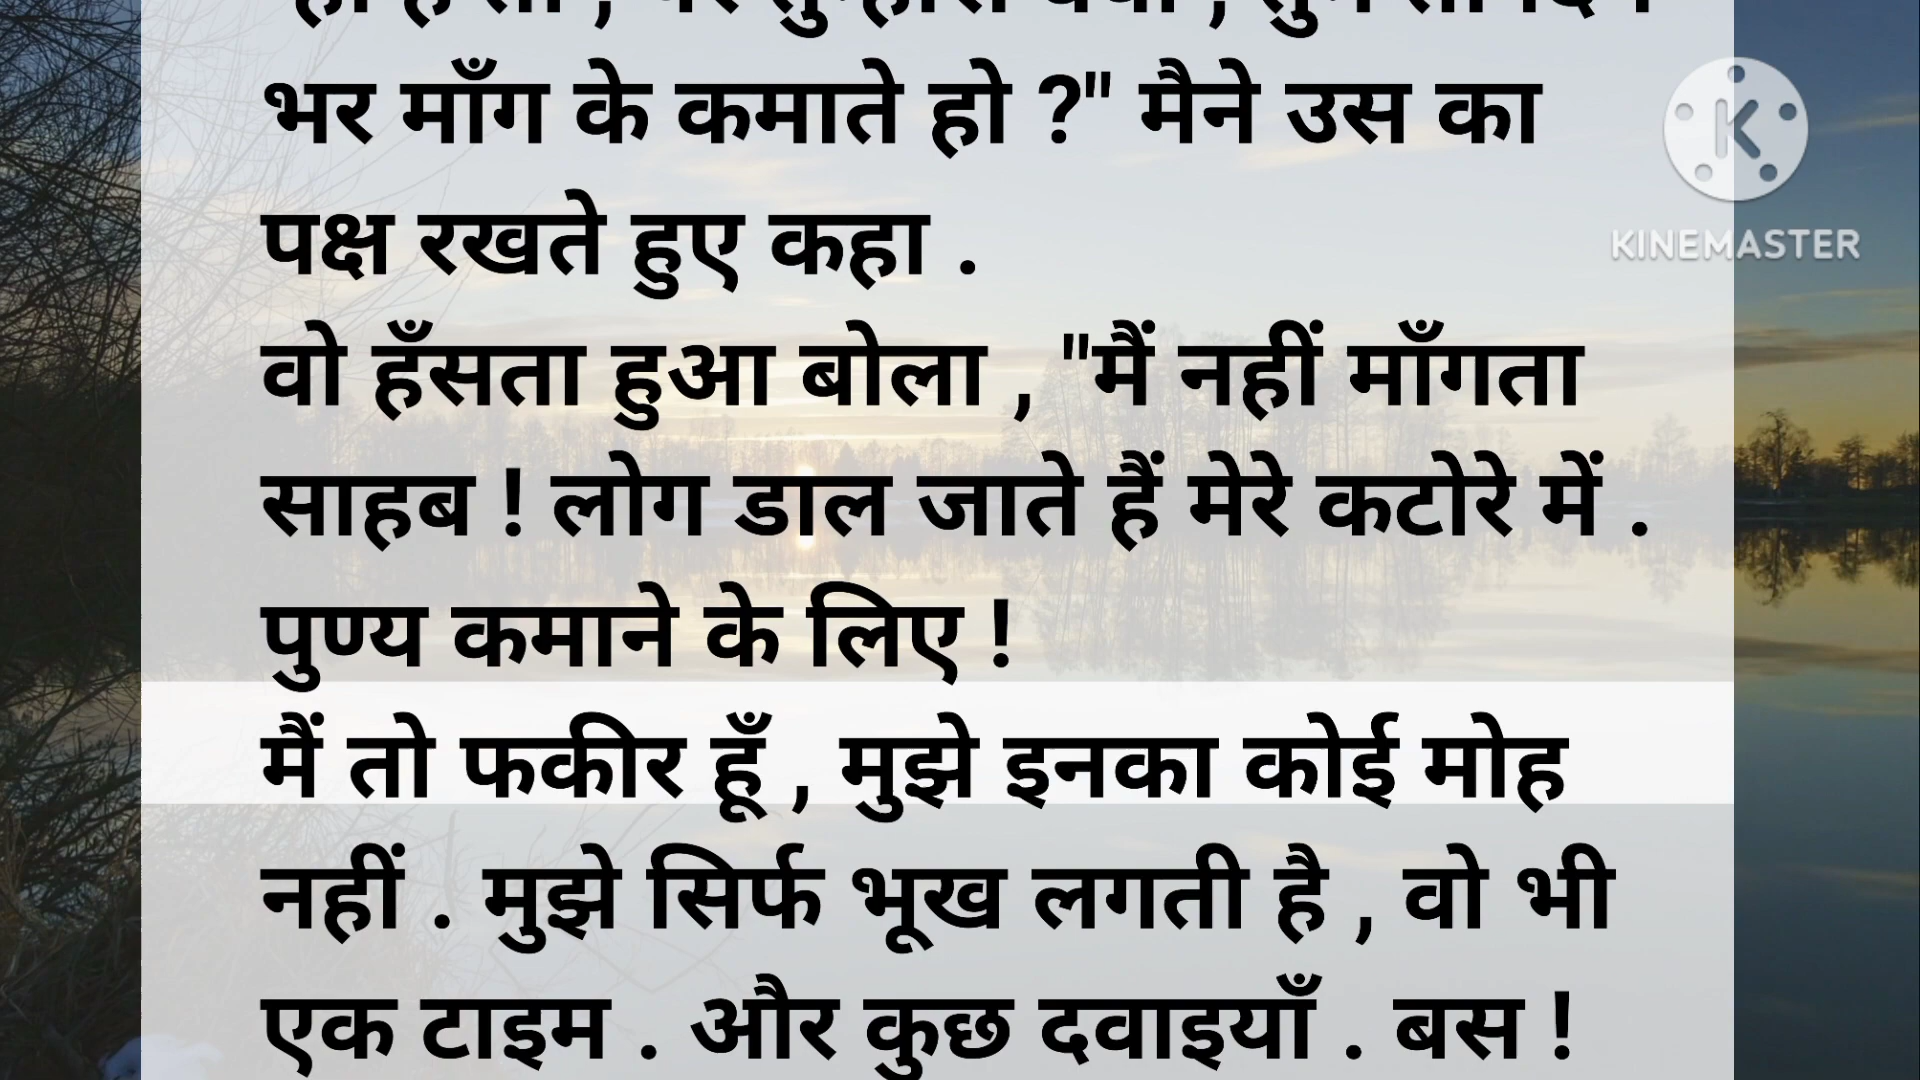 भर माँग के कमाते हो ?" मैने उस का
पक्ष रखते हुए कहा .
वो हँसता हुआ बोला , "मैं नहीं माँगता
साहब ! लोग डाल जाते हैं मेरे कटोरे में .
पुण्य कमाने के लिए !
मैं तो फकीर हूँ , मुझे इनका कोई मोह
नहीं . मुझे सिर्फ भूख लगती है , वो भी
एक टाइम . और कुछ दवाइयाँ . बस !
K
KINEMASTER